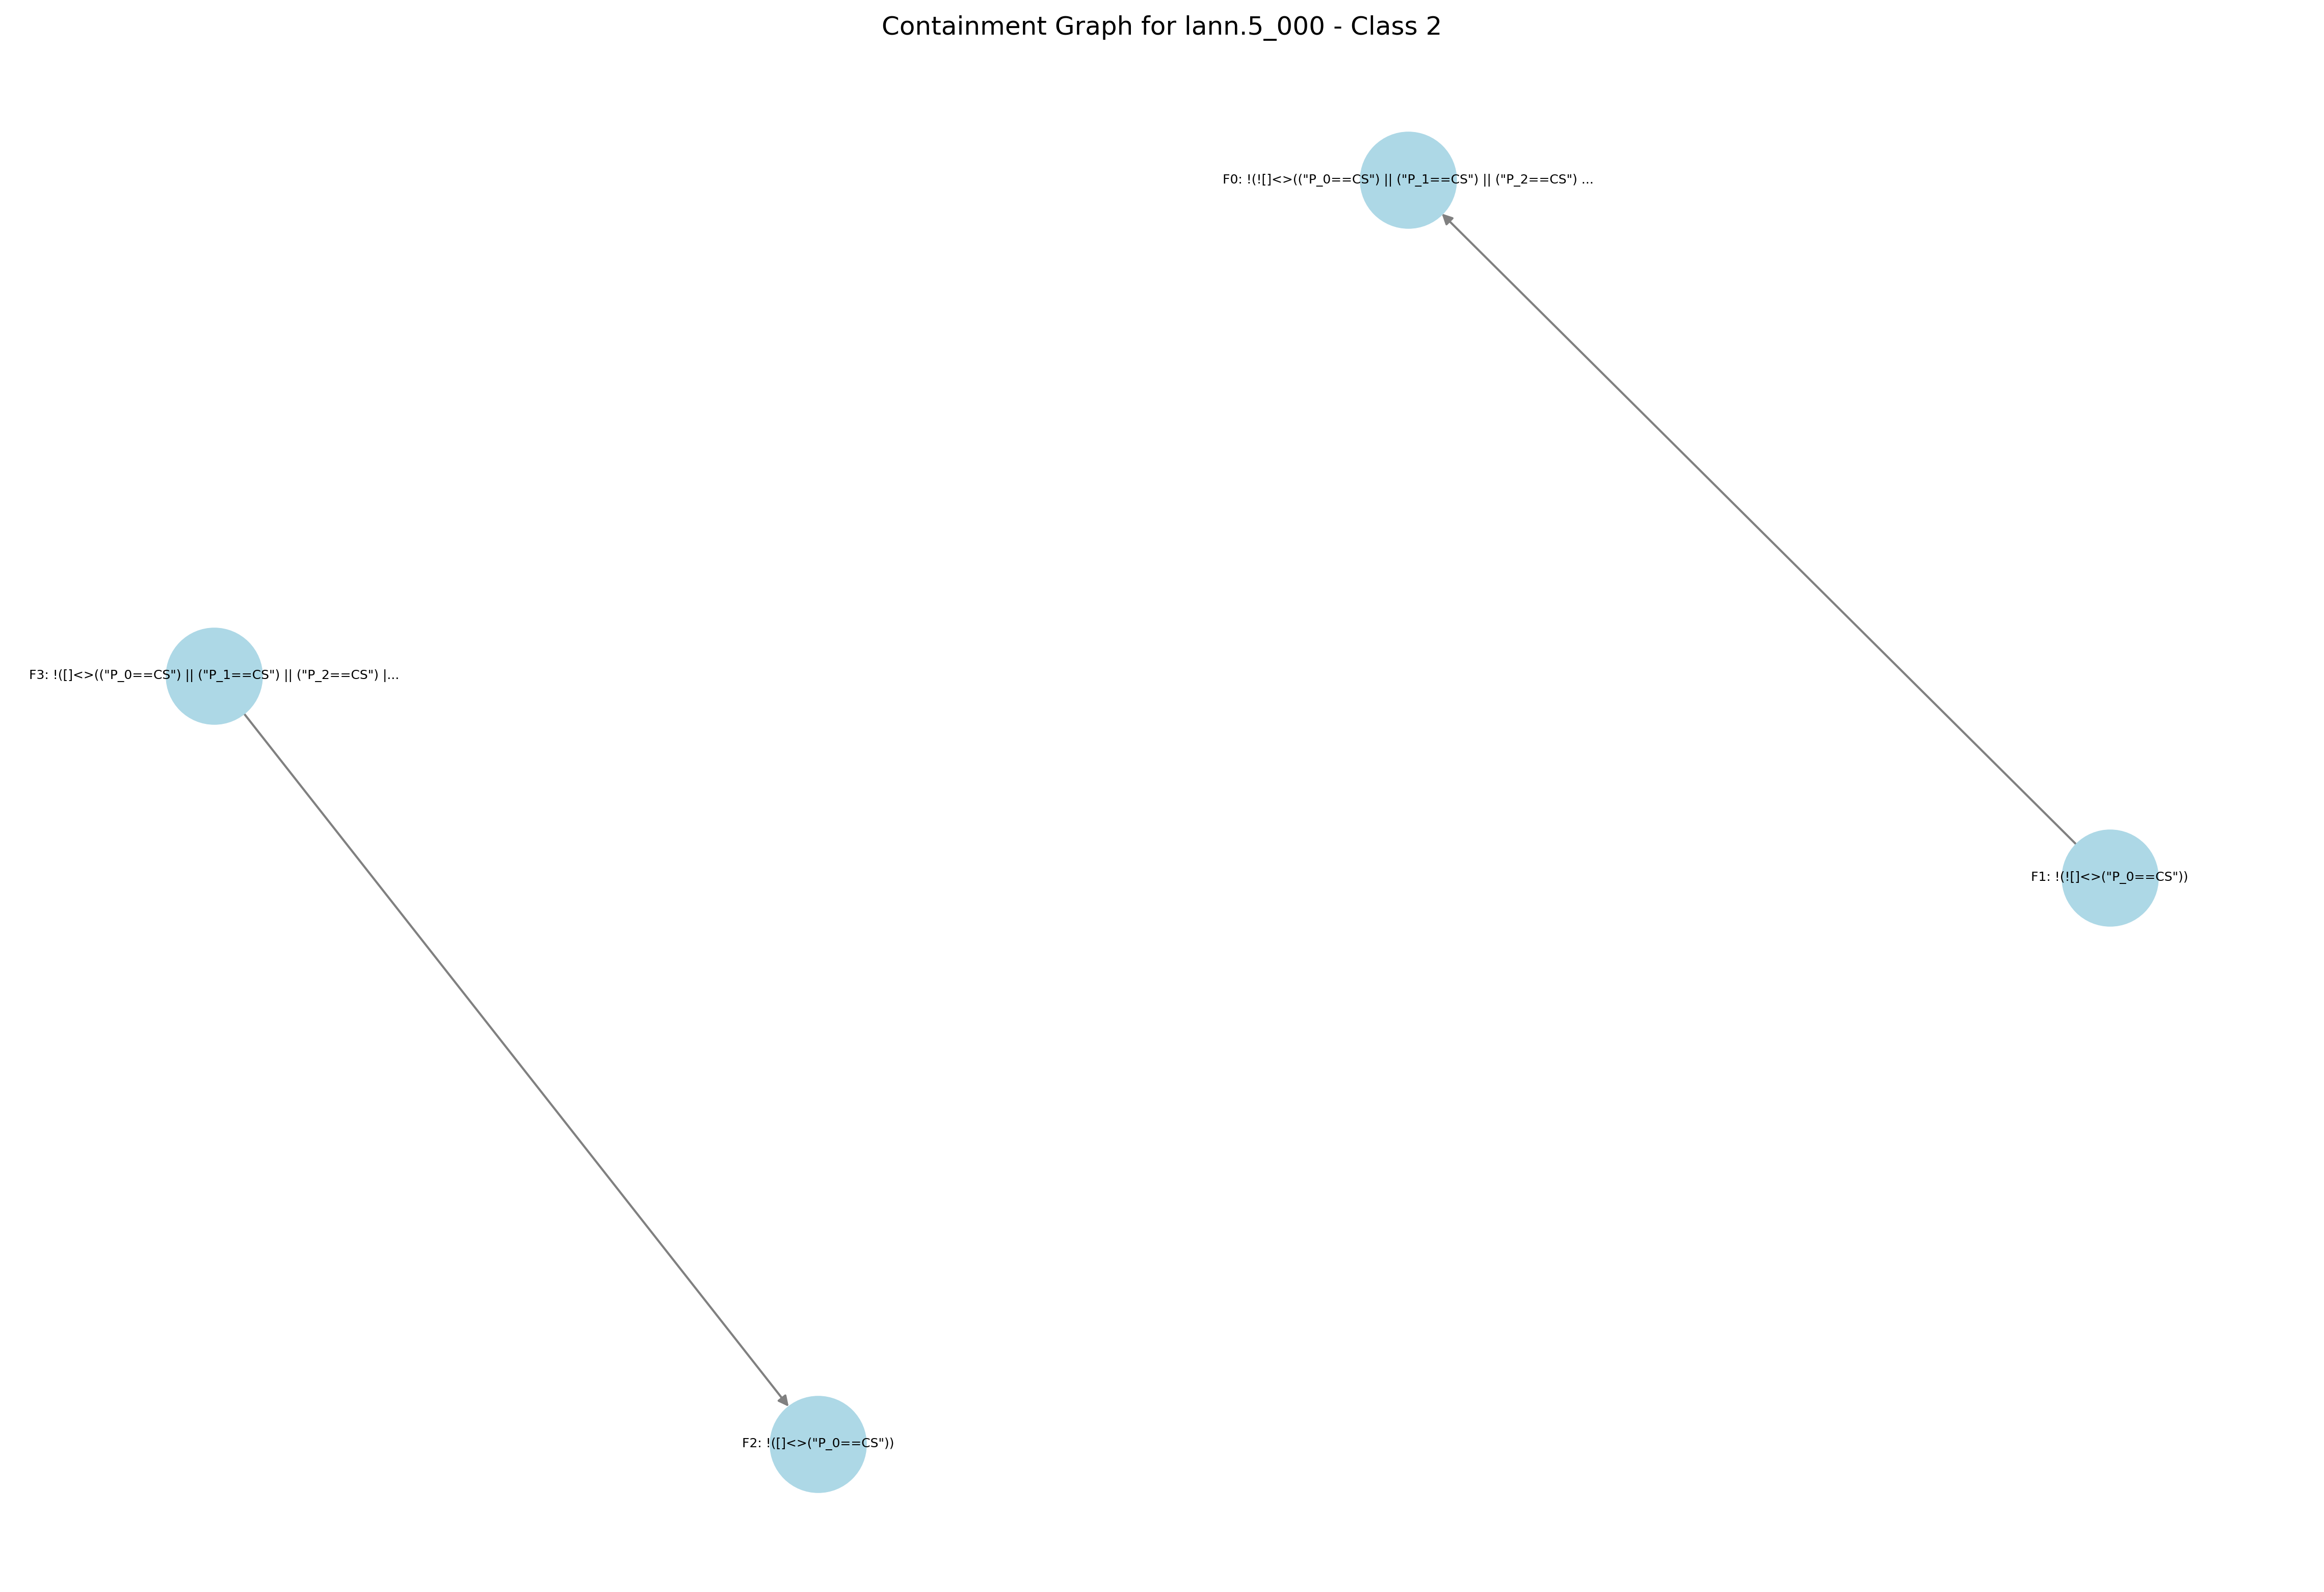 Containment Graph for lann.5_000 - Class 2
F0: !(![]<>(("P_0==CS") || ("P_1==CS") || ("P_2==CS") ...
F3: !([]<>(("P_0==CS") || ("P_1==CS") || ("P_2==CS") |...
F1: !(![]<>("P_0==CS"))
F2: !([]<>("P_0==CS"))